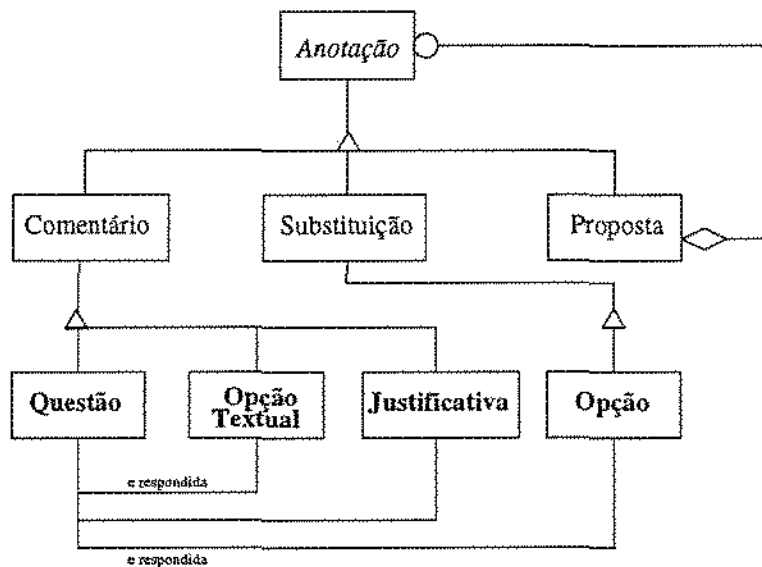 Anotação
Comentário
Substituição
Proposta
Questão
Opção
Textual
Justificativa
Opção
e respondida
e respondida